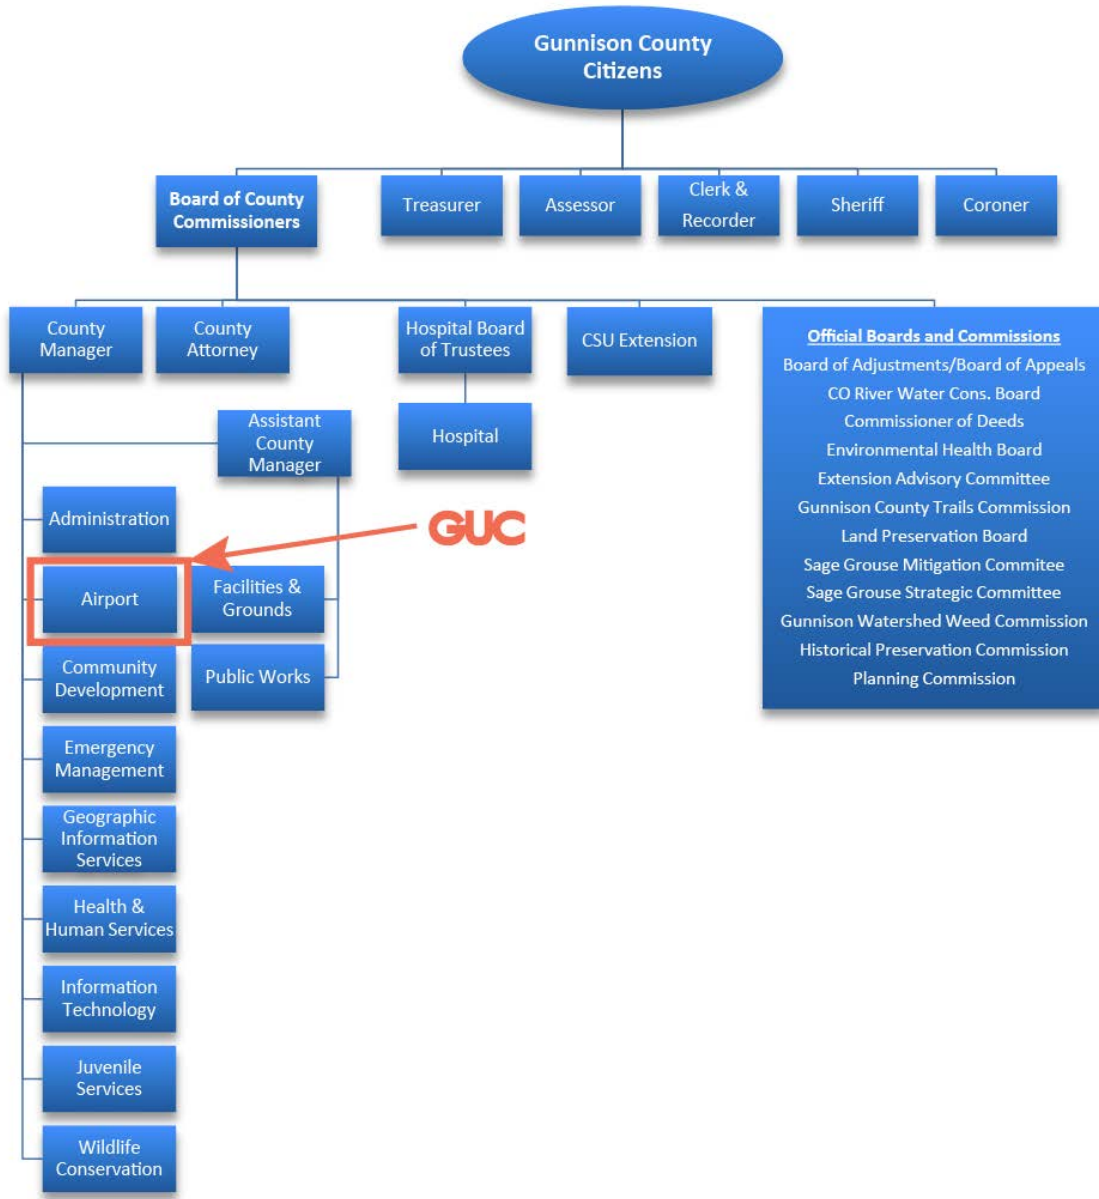 Gunnison County
Citizens
Board of County
Commissioners
Treasurer
Assessor
Clerk &
Recorder
Sheriff
Coroner
County
Manager
County
Attorney
Hospital Board
of Trustees
CSU Extension
Official Boards and Commissions
Board of Adjustments/Board of Appeals
CO River Water Cons. Board
Commissioner of Deeds
Environmental Health Board
Extension Advisory Committee
Gunnison County Trails Commission
Land Preservation Board
Sage Grouse Mitigation Commitee
Sage Grouse Strategic Committee
Gunnison Watershed Weed Commission
Historical Preservation Commission
Planning Commission
Assistant
County
Manager
Hospital
Administration
GUC
Airport
Facilities &
Grounds
Community
Development
Public Works
Emergency
Management
Geographic
Information
Services
Health &
Human Services
Information
Technology
Juvenile
Services
Wildlife
Conservation